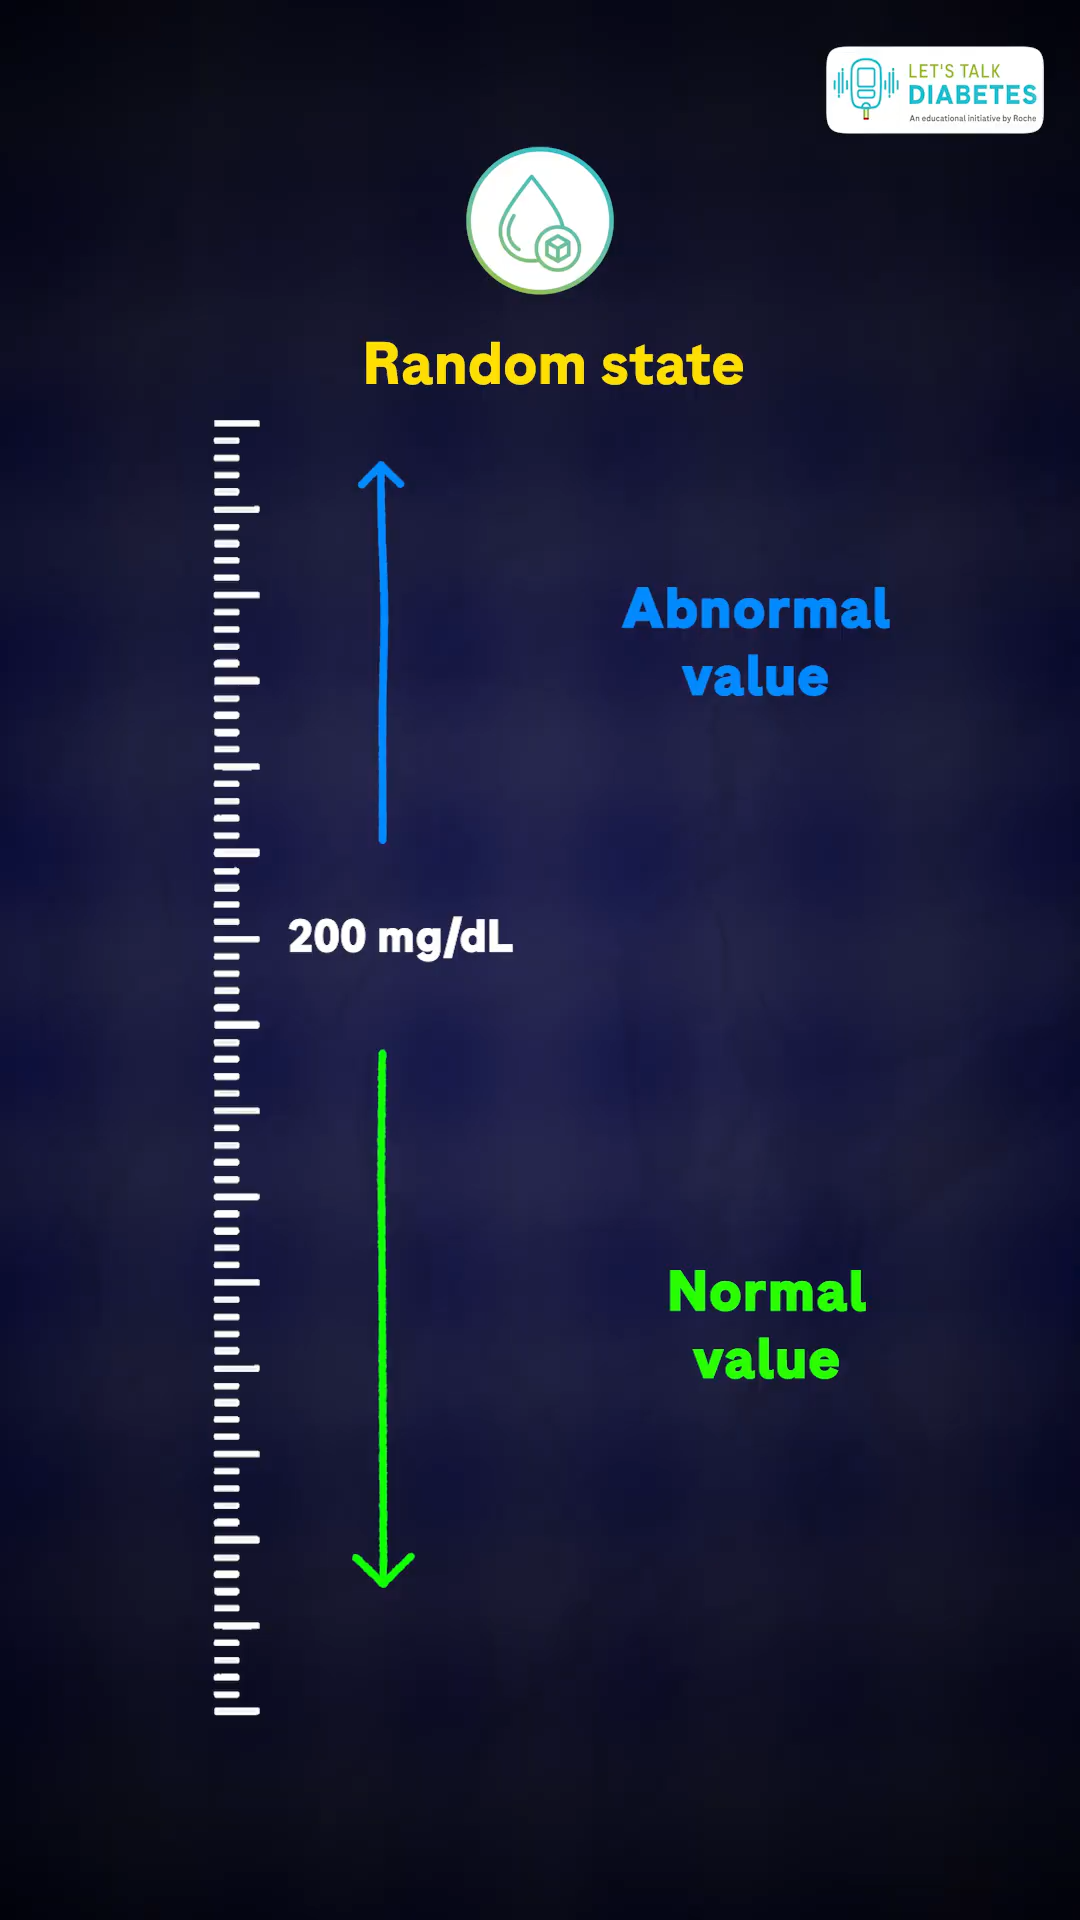 LET'S TALK
DIABETES
An educational initiative by Roche
Random state
Abnormal
value
200 mg/dL
Normal
value